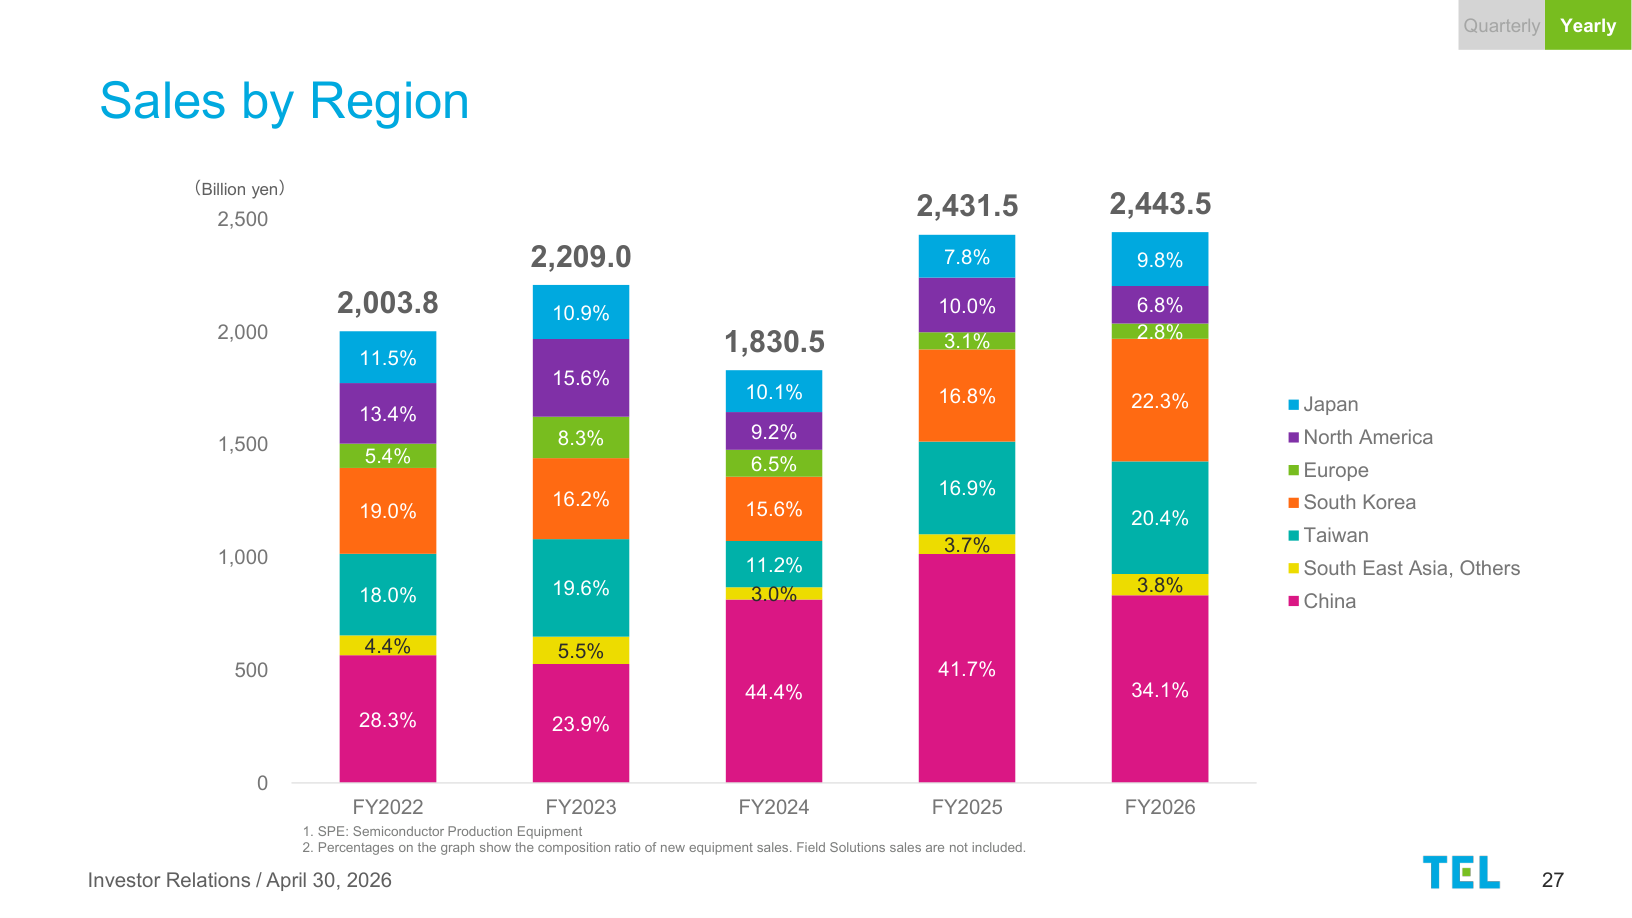 Quarterly Yearly
Sales by Region
（Billion yen）
2,500
2,000
1,500
1,000
500
0
2,003.8
11.5%
13.4%
5.4%
19.0%
18.0%
4.4%
28.3%
FY2022
2,209.0
10.9%
15.6%
8.3%
16.2%
19.6%
5.5%
23.9%
FY2023
1,830.5
10.1%
9.2%
6.5%
15.6%
11.2%
3.0%
44.4%
FY2024
2,431.5
7.8%
10.0%
3.1%
16.8%
16.9%
3.7%
41.7%
FY2025
2,443.5
9.8%
6.8%
2.8%
22.3%
20.4%
3.8%
34.1%
FY2026
Japan
North America
Europe
South Korea
Taiwan
South East Asia, Others
China
1. SPE: Semiconductor Production Equipment
2. Percentages on the graph show the composition ratio of new equipment sales. Field Solutions sales are not included.
Investor Relations / April 30, 2026
TEL
27